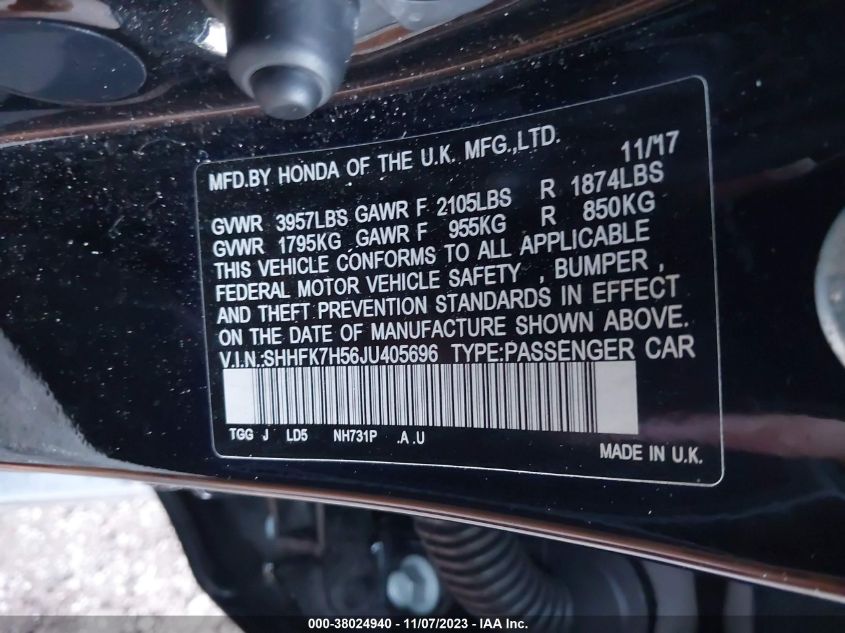 MFD.BY HONDA OF THE U.K. MFG.,LTD. 11/'17
GVWR 3957LBS GAWR F 2105LBS R 1874LBS
GVWR 1795KG GAWR F 955KG R 850KG
THIS VEHICLE CONFORMS TO ALL APPLICABLE
FEDERAL MOTOR VEHICLE SAFETY , BUMPER ,
AND THEFT PREVENTION STANDARDS IN EFFECT
ON THE DATE OF MANUFACTURE SHOWN ABOVE.
V.I.N.:SHHFK7H56JU405696 TYPE:PASSENGER CAR
TGG J LD5 NH731P .A .U
MADE IN U.K.
000-38024940 - 11/07/2023 - IAA Inc.